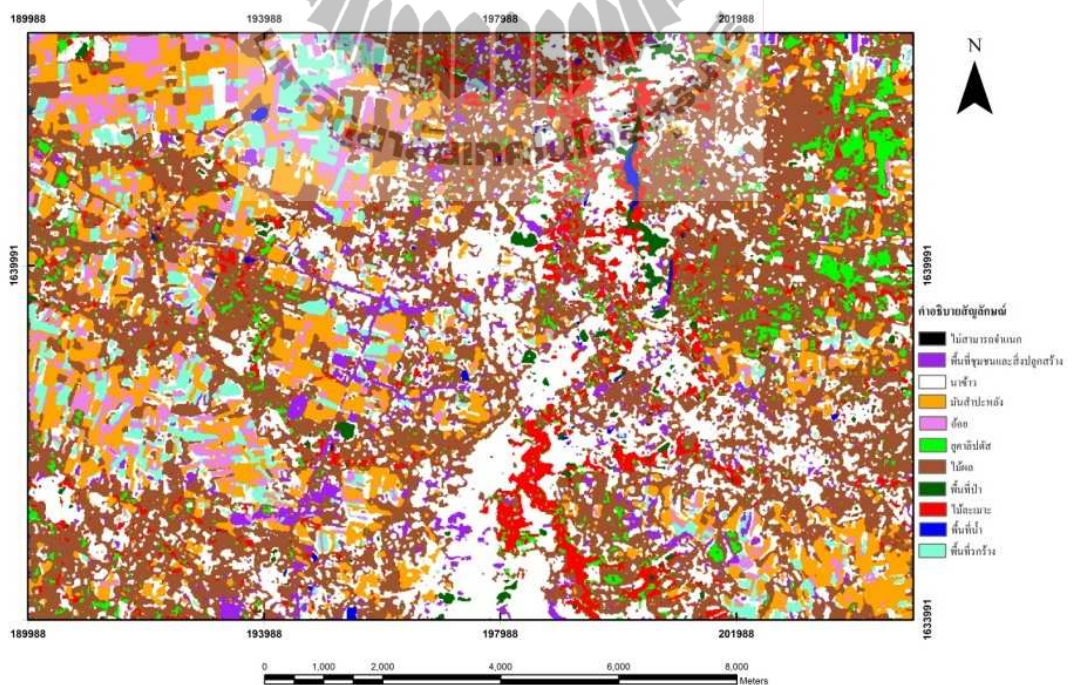 189988 193988 197988 201988
N
1639991 1639991
คำอธิบายสัญลักษณ์
ไม่สามารถจำแนก
พื้นที่ชุมชนและสิ่งปลูกสร้าง
นาข้าว
มันสำปะหลัง
อ้อย
ยูคาลิปตัส
ไม้ผล
พื้นที่ป่า
ไม้ละเมาะ
พื้นที่น้ำ
พื้นที่รกร้าง
1633991
189988 193988 197988 201988
0 1,000 2,000 4,000 6,000 8,000
Meters